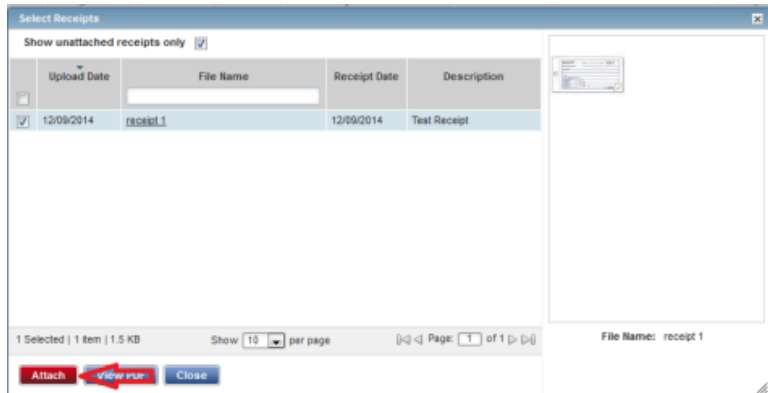 Select Receipts
Show unattached receipts only
Upload Date File Name Receipt Date Description
12/09/2014 receipt 1 12/09/2014 Test Receipt
1 Selected | 1 item | 1.5 KB Show 10 per page Page: 1 of 1
File Name: receipt 1
Attach View PDF Close